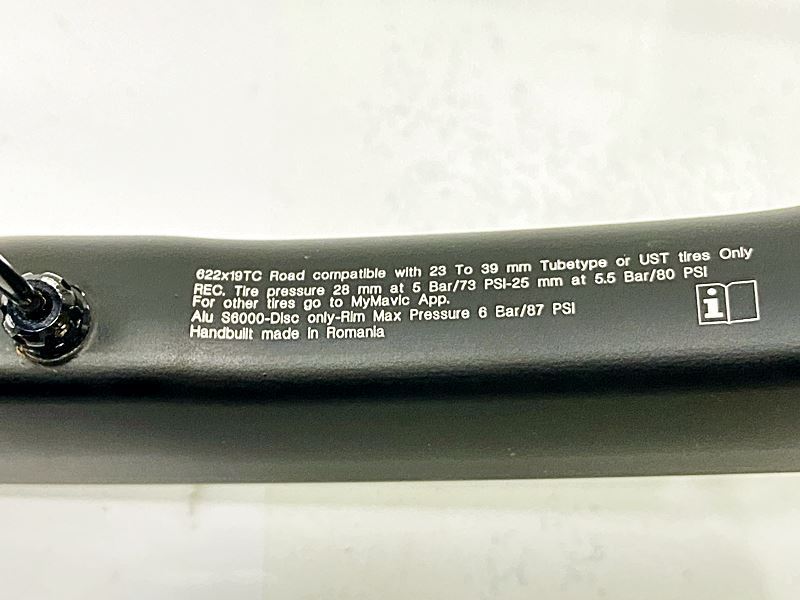 622x19TC Road compatible with 23 To 39 mm Tubetype or UST tires Only
REC. Tire pressure 28 mm at 5 Bar/73 PSI-25 mm at 5.5 Bar/80 PSI
For other tires go to MyMavic App.
Alu S6000-Disc only-Rim Max Pressure 6 Bar/87 PSI
Handbuilt made in Romania